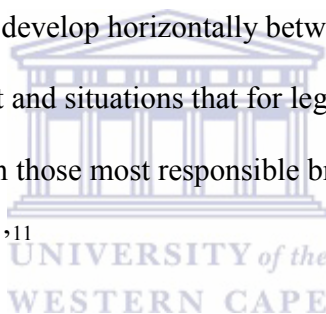 develop horizontally betw
t and situations that for leg
n those most responsible br
’11
UNIVERSITY of the
WESTERN CAPE